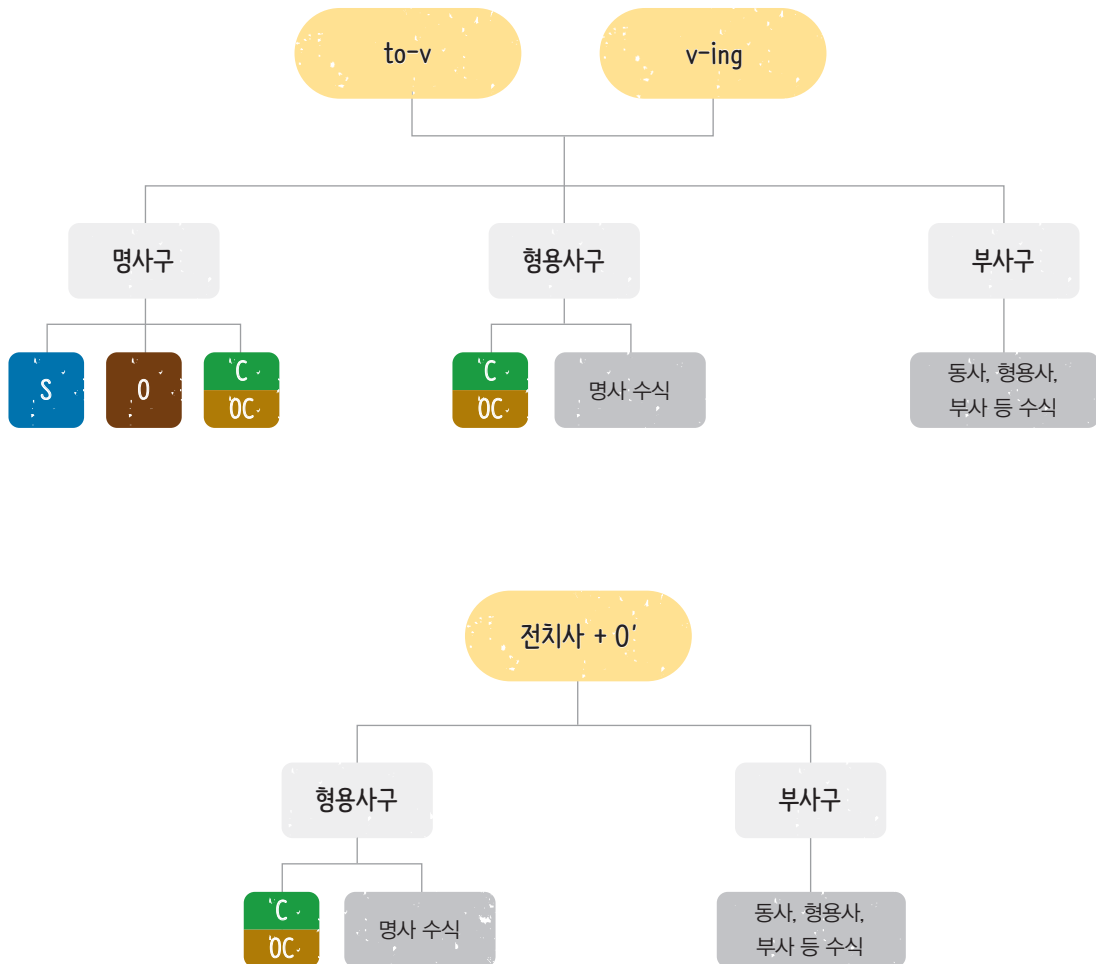 to-v
v-ing
명사구
형용사구
부사구
S
O
C
OC
C
OC
명사 수식
동사, 형용사,
부사 등 수식
전치사 + O'
형용사구
부사구
C
OC
명사 수식
동사, 형용사,
부사 등 수식